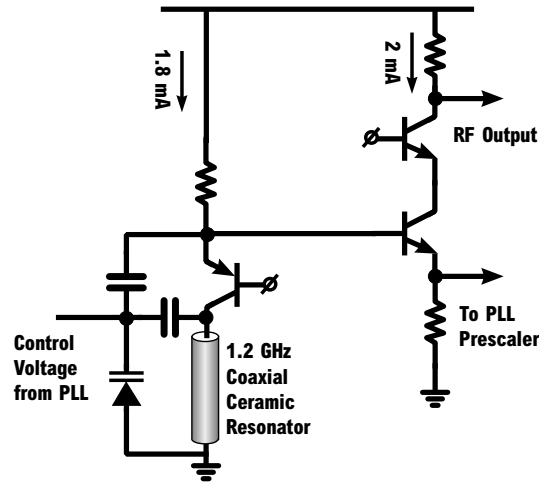 1.8 mA
2 mA
RF Output
To PLL
Prescaler
Control
Voltage
from PLL
1.2 GHz
Coaxial
Ceramic
Resonator